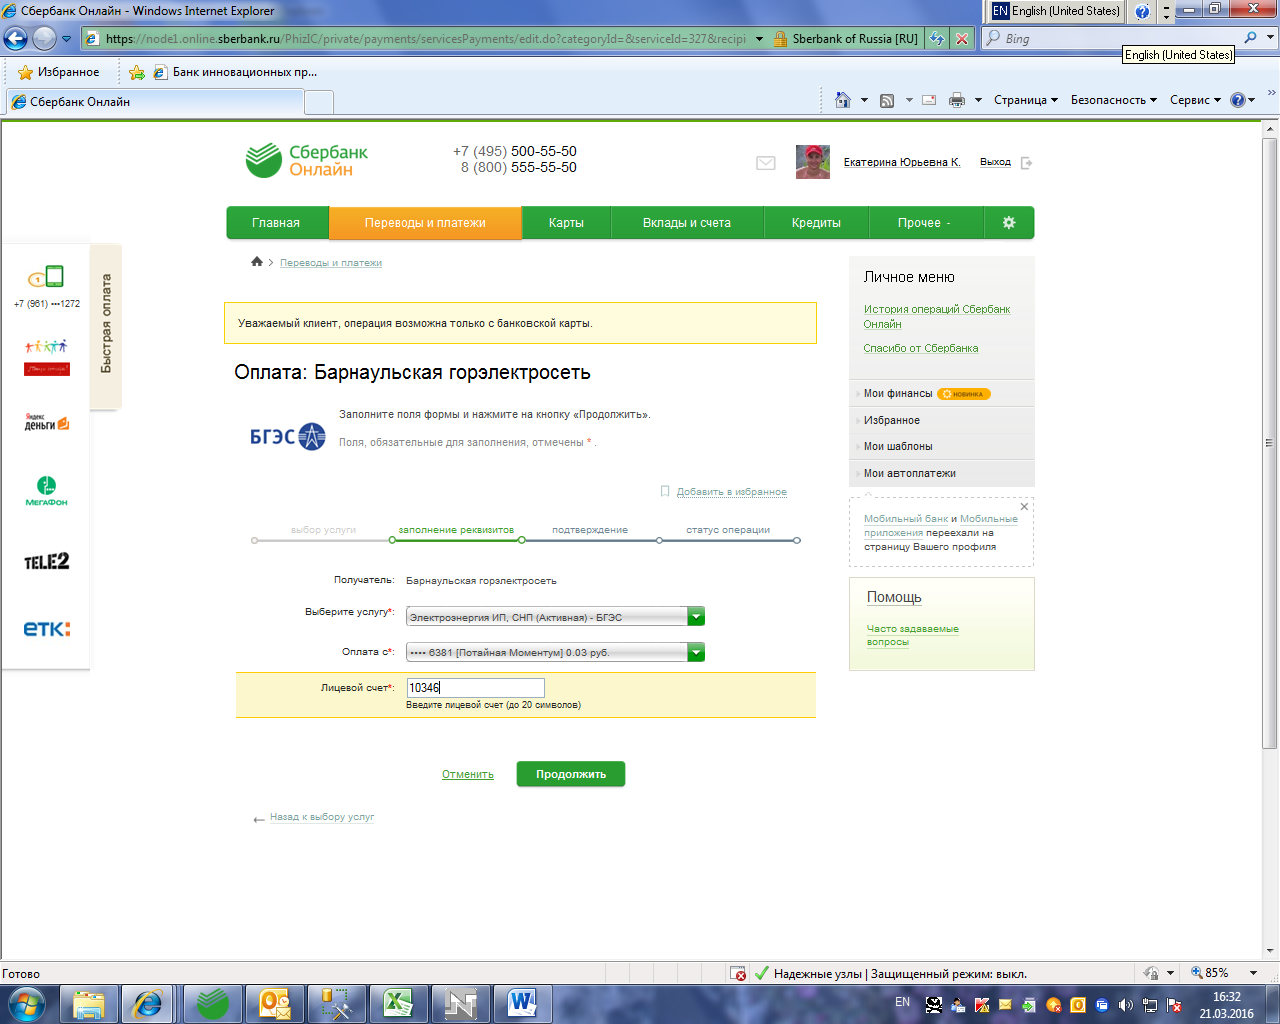 Сбербанк Онлайн - Windows Internet Explorer
EN English (United States)
https://node1.online.sberbank.ru/PhizIC/private/payments/servicesPayments/edit.do?categoryId=&serviceId=327&recipi
Sberbank of Russia [RU]
Bing
English (United States)
Избранное
Банк инновационных пр...
Сбербанк Онлайн
Страница
Безопасность
Сервис
Сбербанк
Онлайн
+7 (495) 500-55-50
8 (800) 555-55-50
Екатерина Юрьевна К.
Выход
Главная
Переводы и платежи
Карты
Вклады и счета
Кредиты
Прочее
Переводы и платежи
+7 (961) •••1272
Яндекс
деньги
МЕГАФОН
TELE2
етк:
Быстрая оплата
Уважаемый клиент, операция возможна только с банковской карты.
Оплата: Барнаульская горэлектросеть
БГЭС
Заполните поля формы и нажмите на кнопку «Продолжить».
Поля, обязательные для заполнения, отмечены * .
Добавить в избранное
выбор услуги
заполнение реквизитов
подтверждение
статус операции
Получатель: Барнаульская горэлектросеть
Выберите услугу*: Электроэнергия ИП, СНП (Активная) - БГЭС
Оплата с*: •••• 6381 [Потайная Моментум] 0.03 руб.
Лицевой счет*: 10346
Введите лицевой счет (до 20 символов)
Отменить
Продолжить
Назад к выбору услуг
Личное меню
История операций Сбербанк
Онлайн
Спасибо от Сбербанка
Мои финансы НОВИНКА
Избранное
Мои шаблоны
Мои автоплатежи
Мобильный банк и Мобильные
приложения переехали на
страницу Вашего профиля
Помощь
Часто задаваемые
вопросы
Готово
Надежные узлы | Защищенный режим: выкл.
85%
EN
16:32
21.03.2016